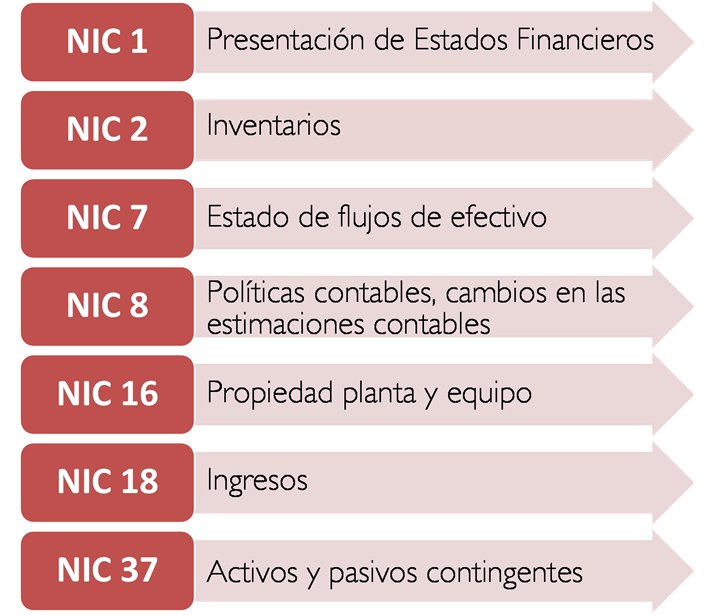 NIC 1
Presentación de Estados Financieros
NIC 2
Inventarios
NIC 7
Estado de flujos de efectivo
NIC 8
Políticas contables, cambios en las
estimaciones contables
NIC 16
Propiedad planta y equipo
NIC 18
Ingresos
NIC 37
Activos y pasivos contingentes